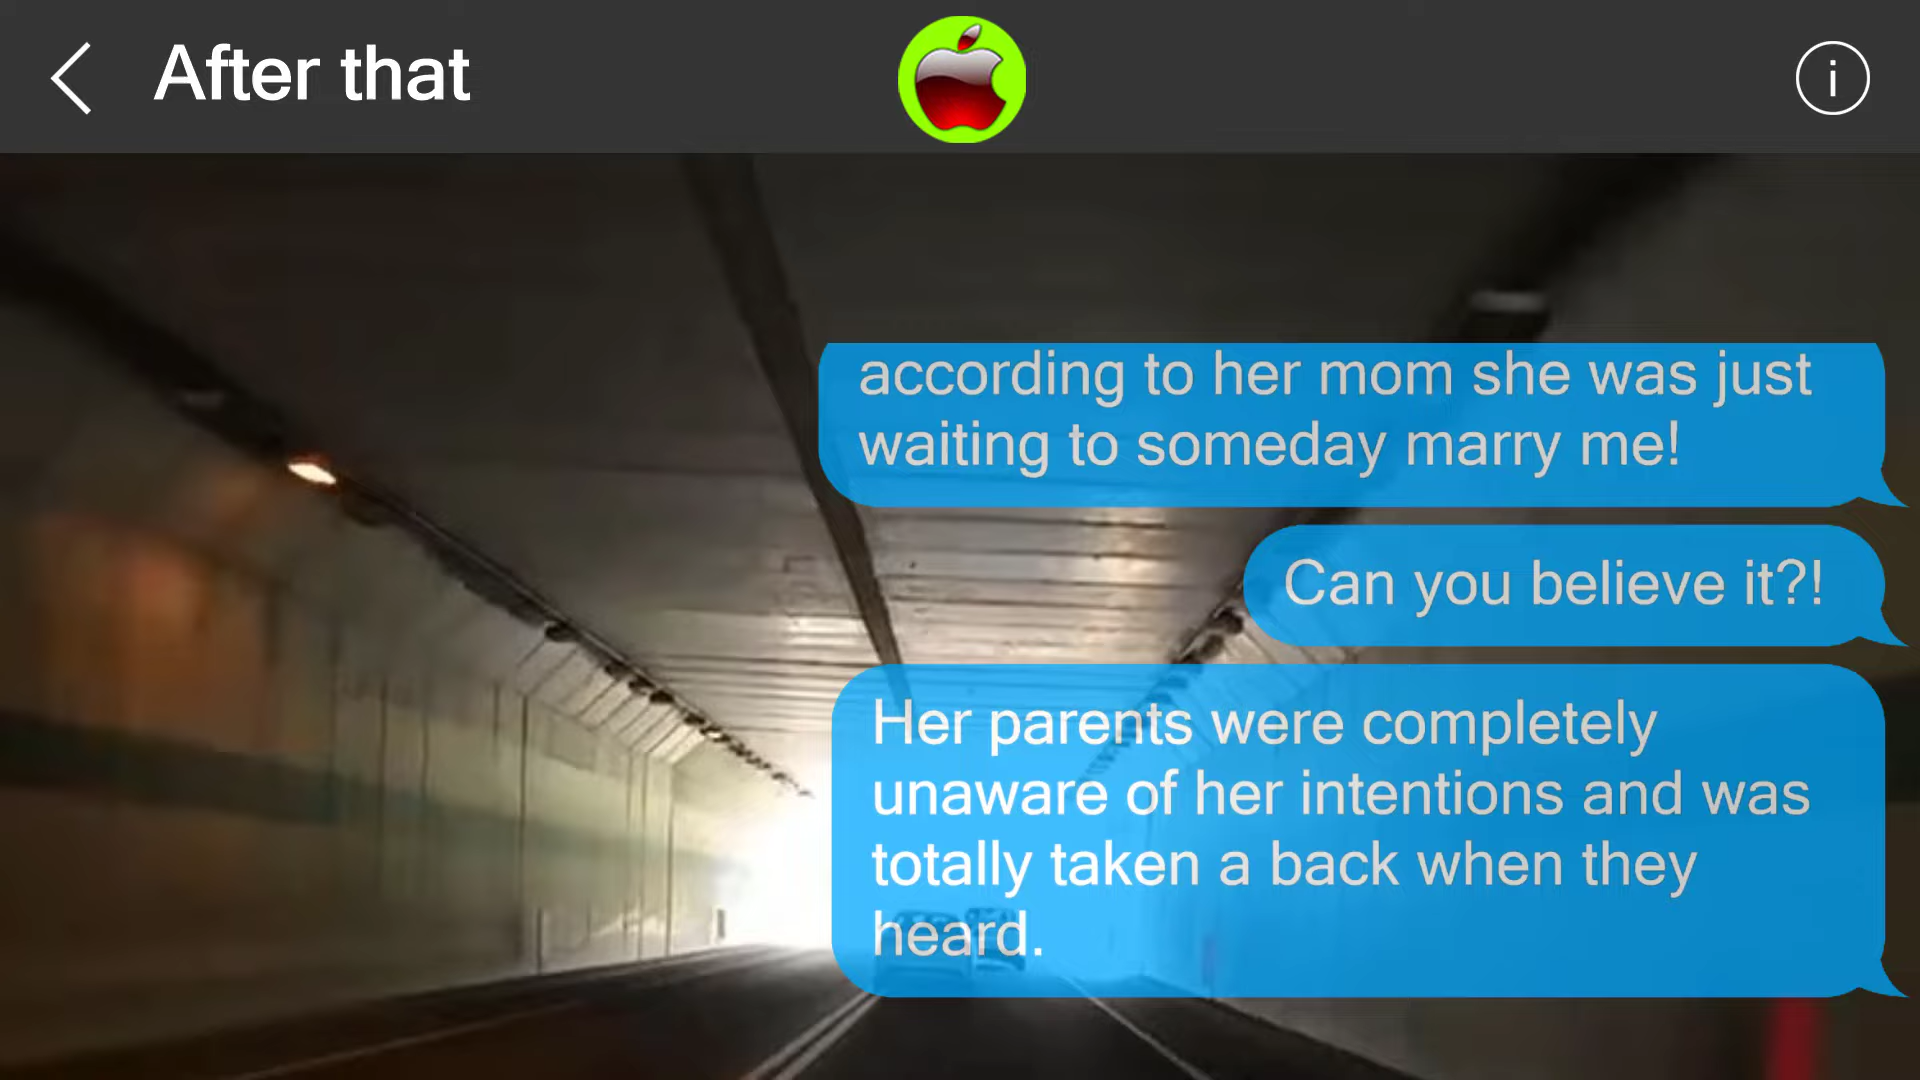 After that
i
according to her mom she was just
waiting to someday marry me!
Can you believe it?!
Her parents were completely
unaware of her intentions and was
totally taken a back when they
heard.